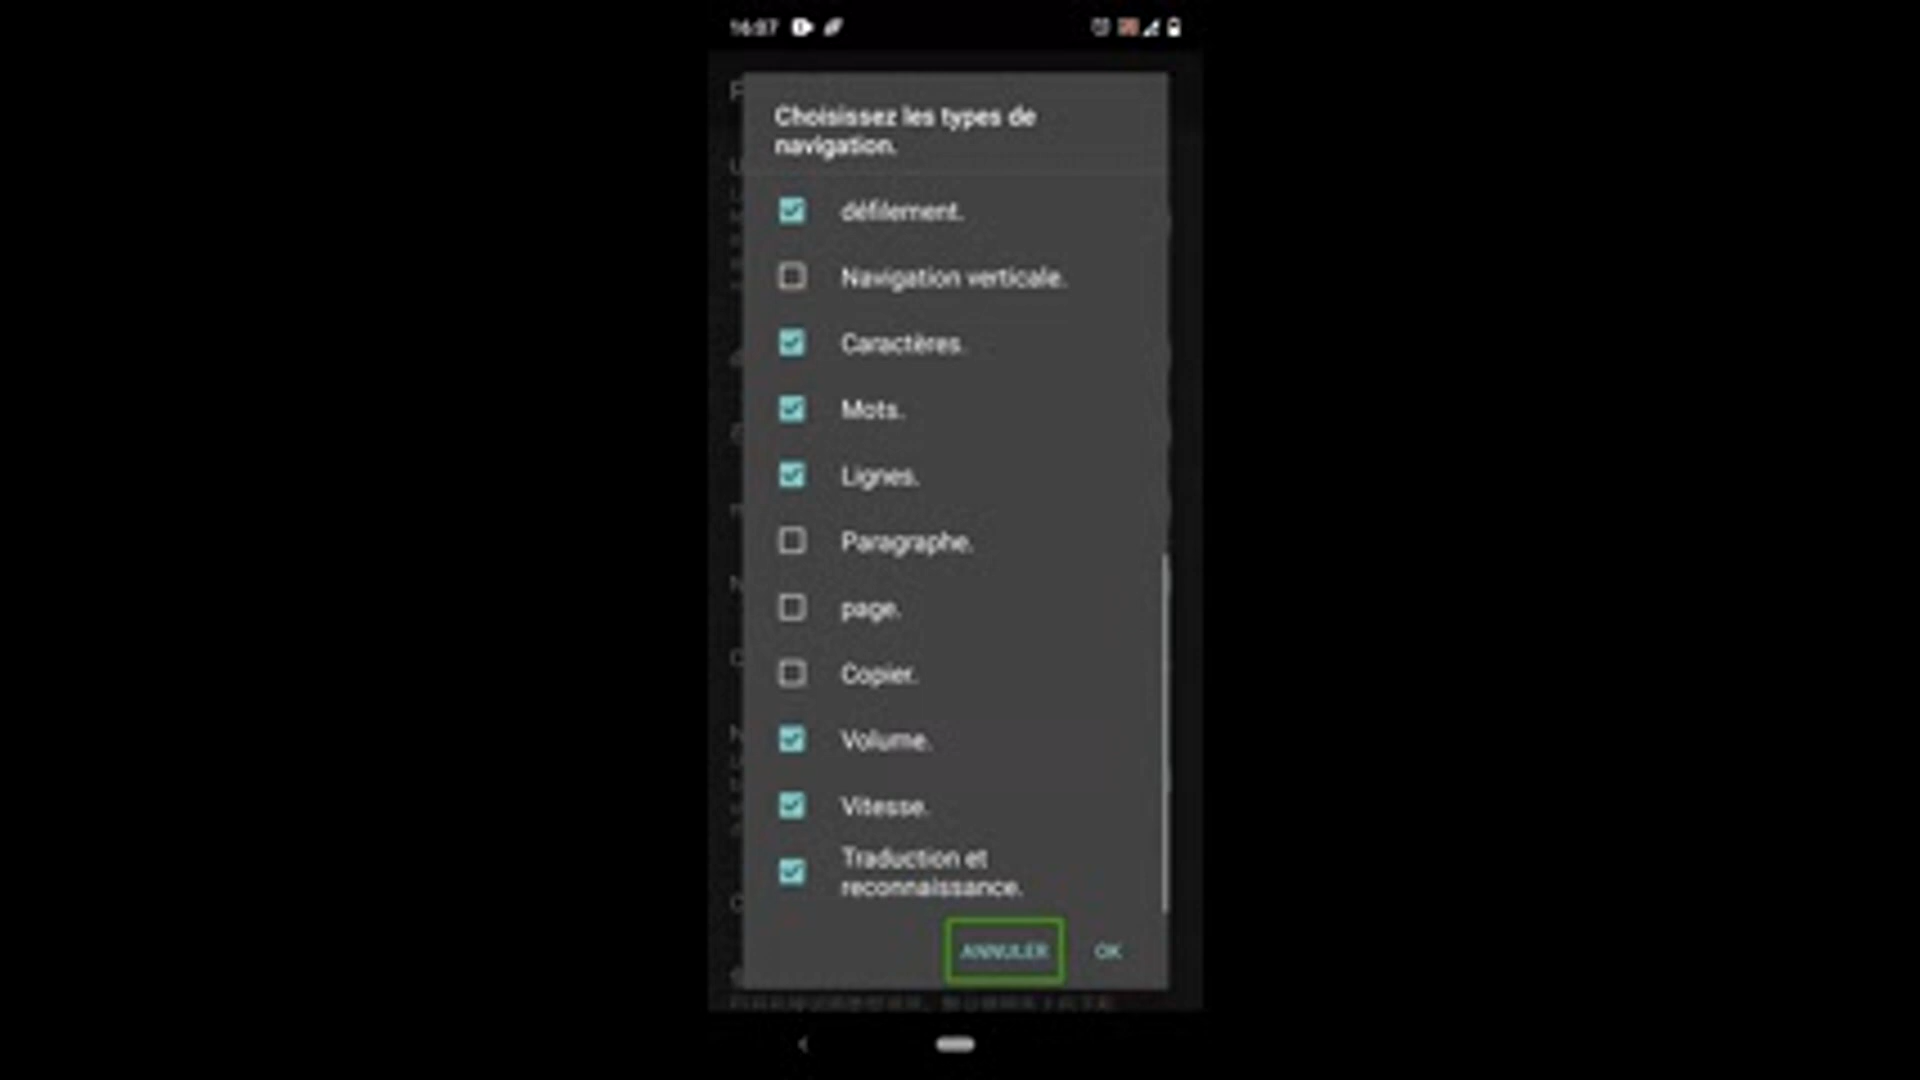 16:07
Choisissez les types de
navigation.
défilement.
Navigation verticale.
Caractères.
Mots.
Lignes.
Paragraphe.
page.
Copier.
Volume.
Vitesse.
Traduction et
reconnaissance.
ANNULER
OK